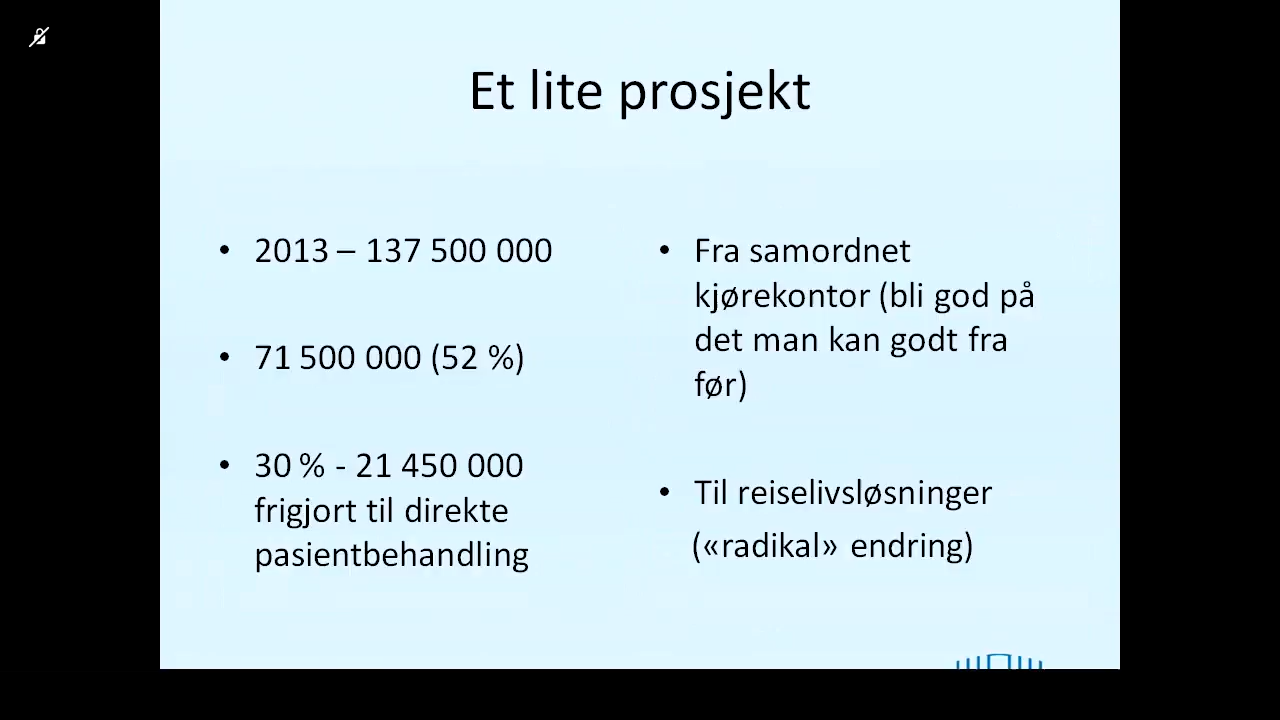 Et lite prosjekt
• 2013 – 137 500 000
• 71 500 000 (52 %)
• 30 % - 21 450 000
frigjort til direkte
pasientbehandling
• Fra samordnet
kjørekontor (bli god på
det man kan godt fra
før)
• Til reiselivsløsninger
(«radikal» endring)